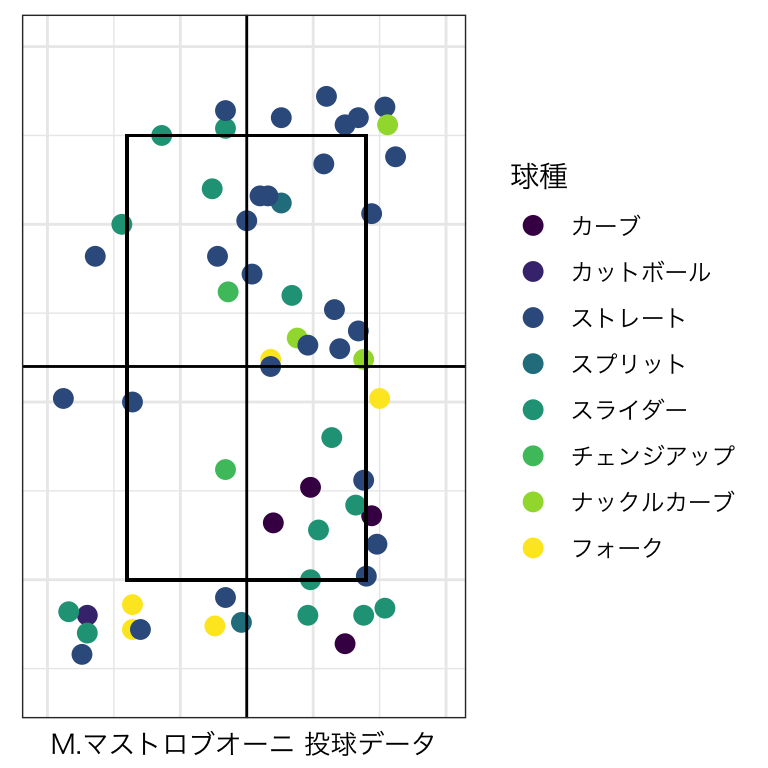 球種
カーブ
カットボール
ストレート
スプリット
スライダー
チェンジアップ
ナックルカーブ
フォーク
M.マストロブオーニ 投球データ